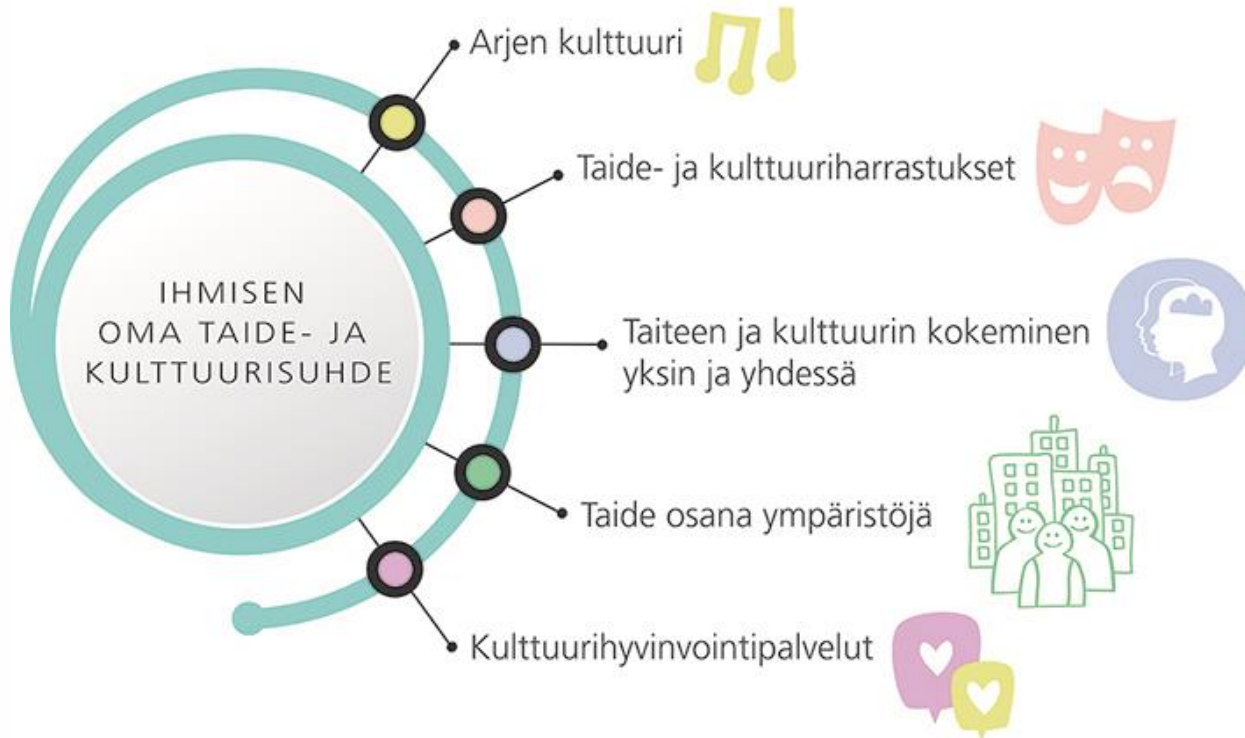 Arjen kulttuuri
Taide- ja kulttuuriharrastukset
IHMISEN
OMA TAIDE- JA
KULTTUURISUHDE
Taiteen ja kulttuurin kokeminen
yksin ja yhdessä
Taide osana ympäristöjä
Kulttuurihyvinvointipalvelut